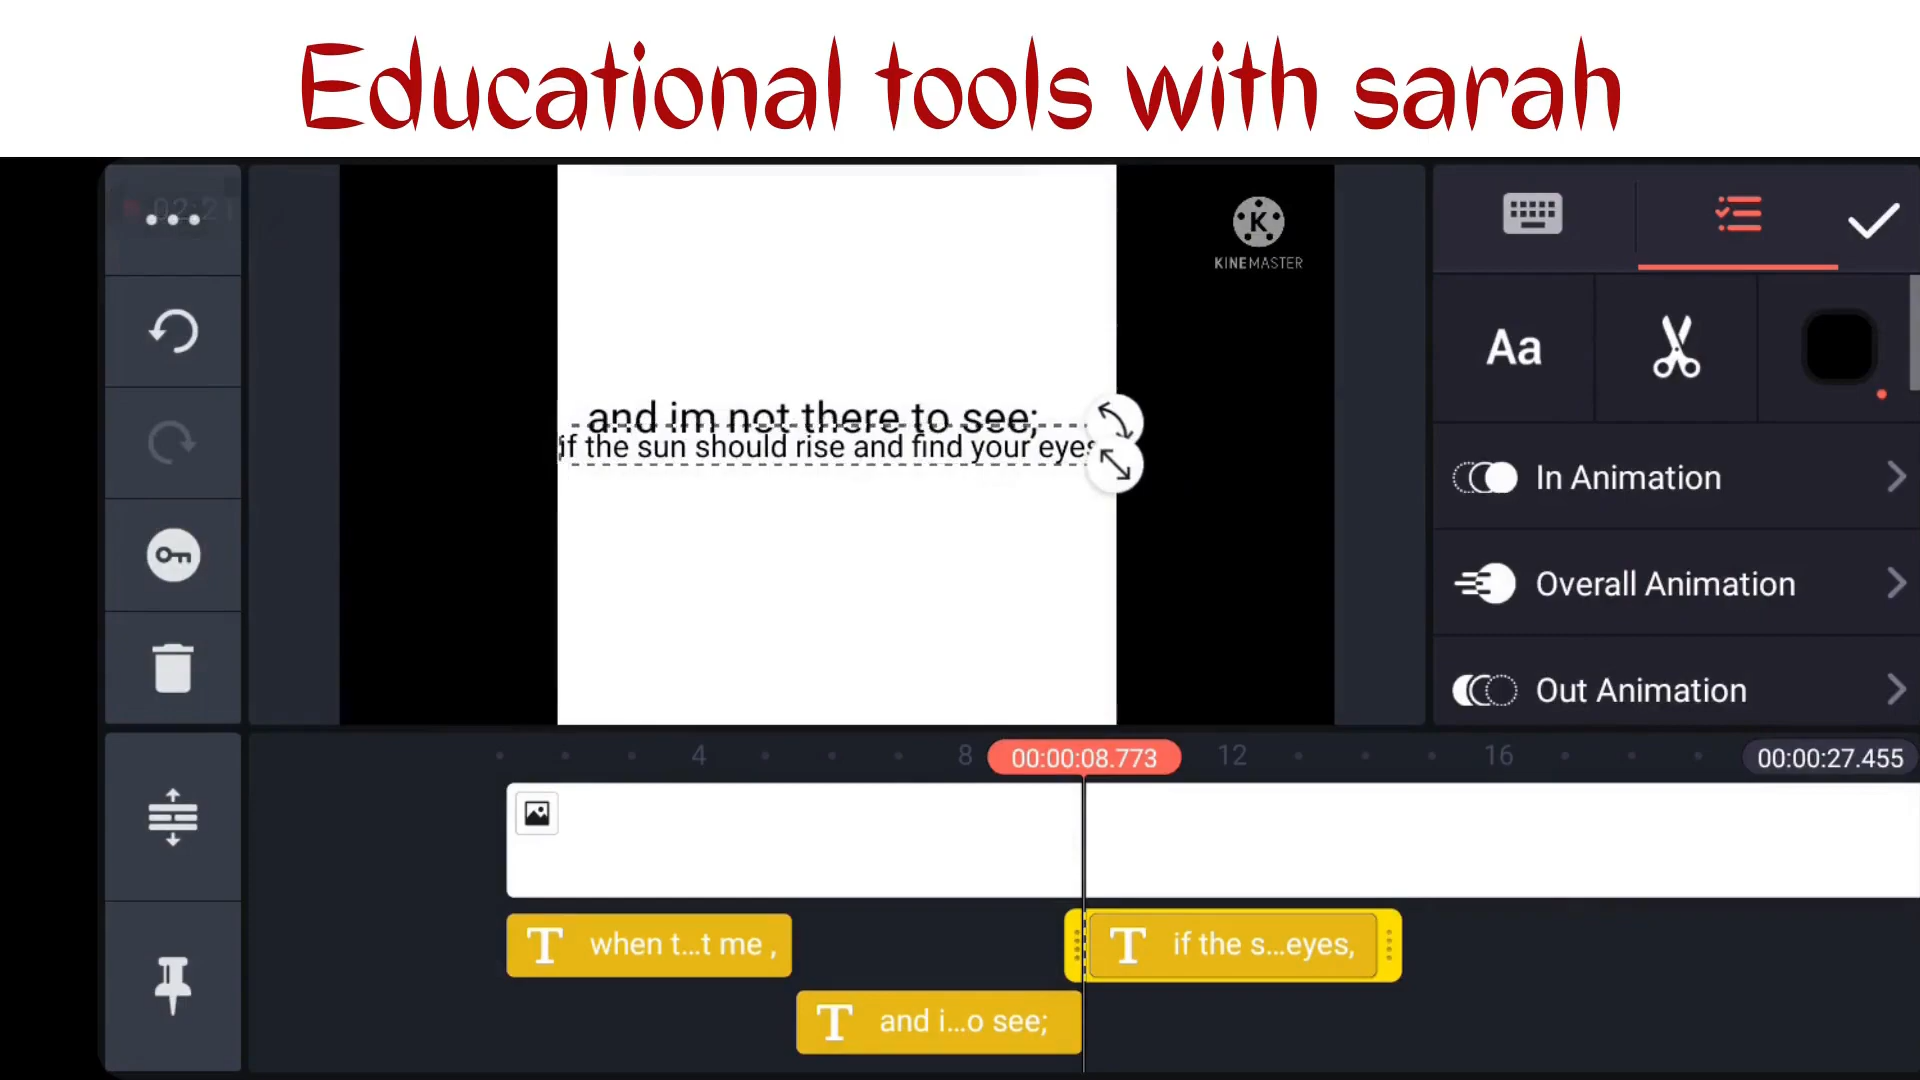 Educational tools with sarah
02:21
KINEMASTER
Aa
and im not there to see;
if the sun should rise and find your eyes
In Animation
Overall Animation
Out Animation
4
8
00:00:08.773
12
16
00:00:27.455
T when t...t me ,
T if the s...eyes,
T and i...o see;